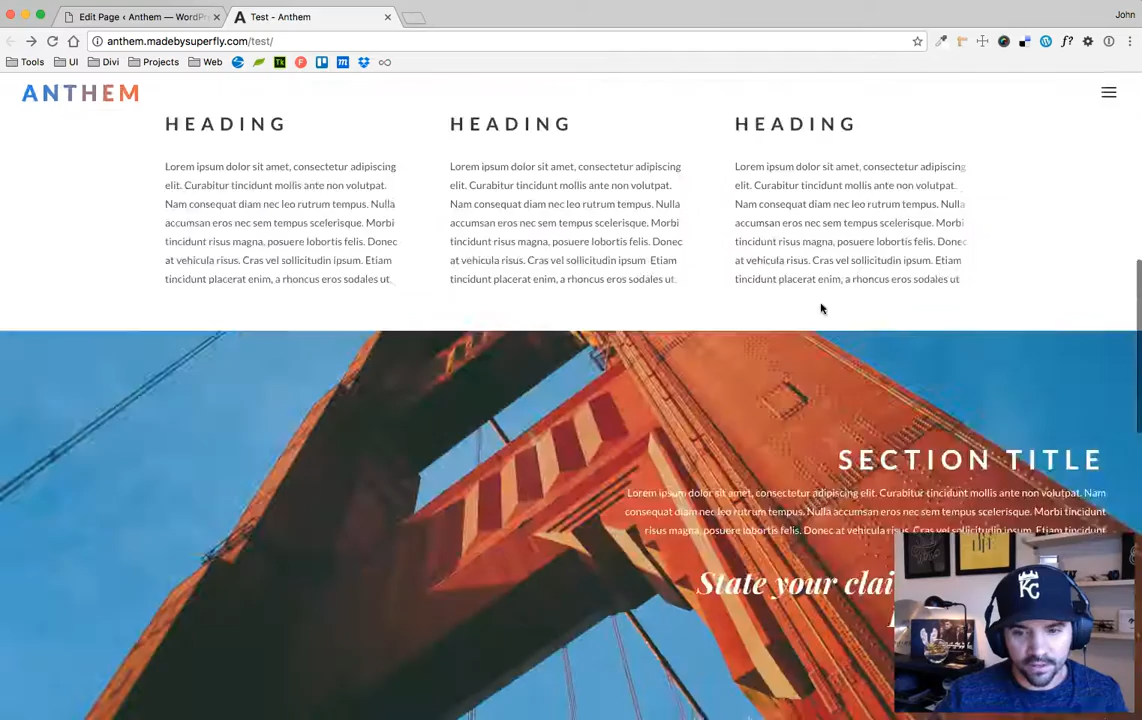 Edit Page ‹ Anthem — WordPr
Test - Anthem
John
anthem.madebysuperfly.com/test/
f?
Tools UI Divi Projects Web Tk F m
ANTHEM
HEADING
Lorem ipsum dolor sit amet, consectetur adipiscing
elit. Curabitur tincidunt mollis ante non volutpat.
Nam consequat diam nec leo rutrum tempus. Nulla
accumsan eros nec sem tempus scelerisque. Morbi
tincidunt risus magna, posuere lobortis felis. Donec
at vehicula risus. Cras vel sollicitudin ipsum. Etiam
tincidunt placerat enim, a rhoncus eros sodales ut.
HEADING
Lorem ipsum dolor sit amet, consectetur adipiscing
elit. Curabitur tincidunt mollis ante non volutpat.
Nam consequat diam nec leo rutrum tempus. Nulla
accumsan eros nec sem tempus scelerisque. Morbi
tincidunt risus magna, posuere lobortis felis. Donec
at vehicula risus. Cras vel sollicitudin ipsum Etiam
tincidunt placerat enim, a rhoncus eros sodales ut.
HEADING
Lorem ipsum dolor sit amet, consectetur adipiscing
elit. Curabitur tincidunt mollis ante non volutpat.
Nam consequat diam nec leo rutrum tempus. Nulla
accumsan eros nec sem tempus scelerisque. Morbi
tincidunt risus magna, posuere lobortis felis. Donec
at vehicula risus. Cras vel sollicitudin ipsum. Etiam
tincidunt placerat enim, a rhoncus eros sodales ut
SECTION TITLE
Lorem ipsum dolor sit amet, consectetur adipiscing elit. Curabitur tincidunt mollis ante non volutpat. Nam
consequat diam nec leo rutrum tempus. Nulla accumsan eros nec sem tempus scelerisque. Morbi tincidunt
risus magna, posuere lobortis felis. Donec at vehicula risus. Cras vel sollicitudin ipsum. Etiam tincidunt
State your clai
KC